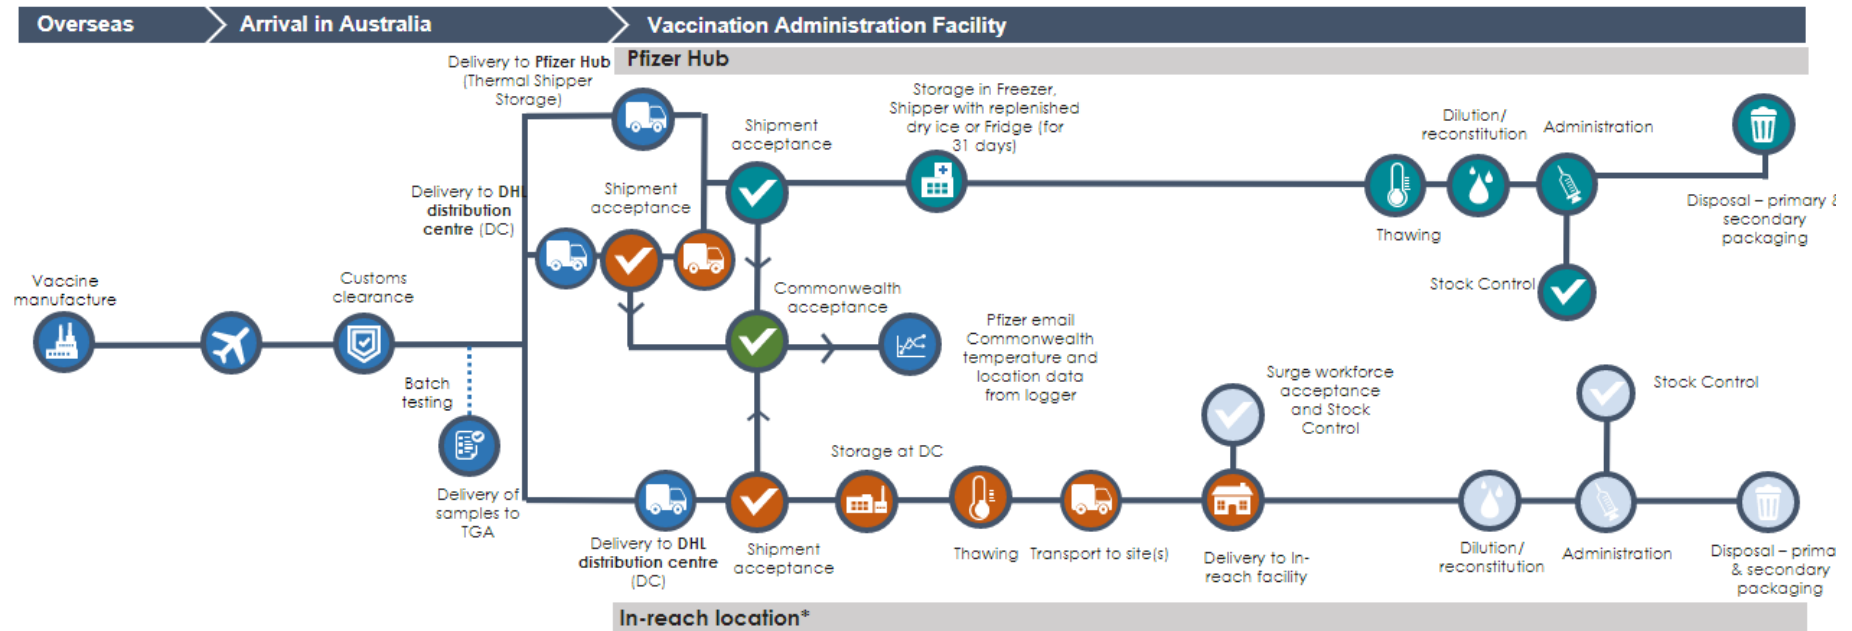 Overseas
Arrival in Australia
Vaccination Administration Facility
Pfizer Hub
Delivery to Pfizer Hub
(Thermal Shipper
Storage)
Storage in Freezer,
Shipper with replenished
dry ice or Fridge (for
31 days)
Shipment
acceptance
Dilution/
reconstitution
Administration
Delivery to DHL
distribution
centre (DC)
Shipment
acceptance
Thawing
Disposal – primary &
secondary
packaging
Stock Control
Vaccine
manufacture
Customs
clearance
Commonwealth
acceptance
Pfizer email
Commonwealth
temperature and
location data
from logger
Batch
testing
Surge workforce
acceptance
and Stock
Control
Stock Control
Storage at DC
Delivery of
samples to
TGA
Delivery to DHL
distribution centre
(DC)
Shipment
acceptance
Thawing
Transport to site(s)
Delivery to In-
reach facility
Dilution/
reconstitution
Administration
Disposal – prima
& secondary
packaging
In-reach location*